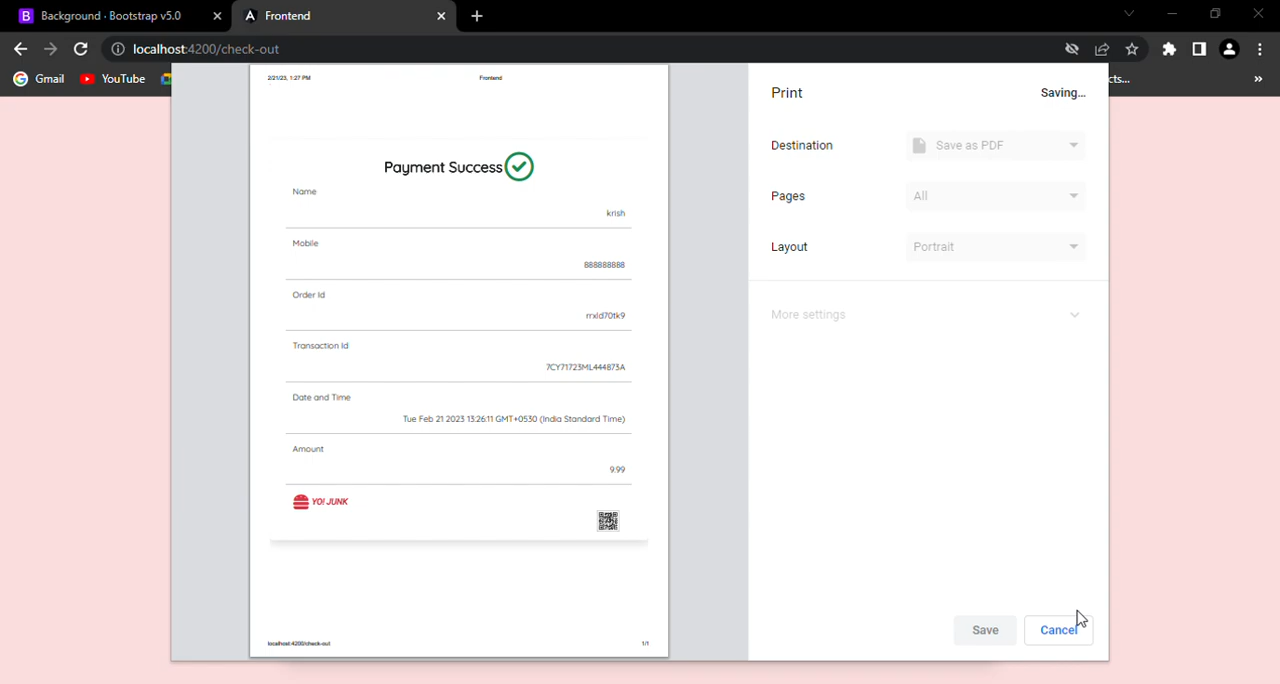 Background · Bootstrap v5.0
Frontend
localhost:4200/check-out
Gmail
YouTube
cts...
»
2/21/23, 1:27 PM
Frontend
Payment Success
Name
krish
Mobile
888888888
Order Id
rrxld70tk9
Transaction Id
7CY71723ML444873A
Date and Time
Tue Feb 21 2023 13:26:11 GMT+0530 (India Standard Time)
Amount
9.99
YO! JUNK
localhost:4200/check-out
1/1
Print
Saving...
Destination
Save as PDF
Pages
All
Layout
Portrait
More settings
Save
Cancel